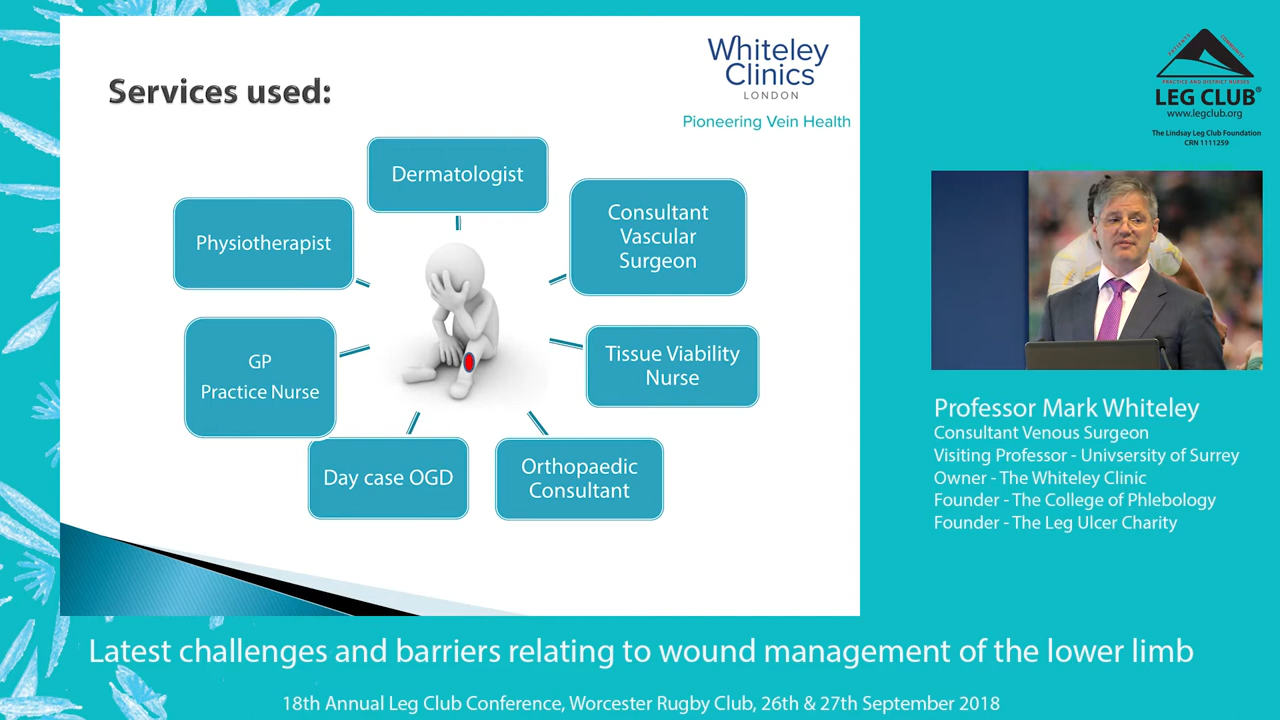 Services used:
Whiteley
Clinics
LONDON
Pioneering Vein Health
Dermatologist
Physiotherapist
Consultant
Vascular
Surgeon
GP
Practice Nurse
Tissue Viability
Nurse
Day case OGD
Orthopaedic
Consultant
PATIENTS
COMMUNITY
PRACTICE AND DISTRICT NURSES
LEG CLUB®
www.legclub.org
The Lindsay Leg Club Foundation
CRN 1111259
Professor Mark Whiteley
Consultant Venous Surgeon
Visiting Professor - Univsersity of Surrey
Owner - The Whiteley Clinic
Founder - The College of Phlebology
Founder - The Leg Ulcer Charity
Latest challenges and barriers relating to wound management of the lower limb
18th Annual Leg Club Conference, Worcester Rugby Club, 26th & 27th September 2018